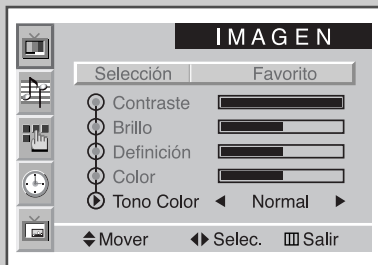 IMAGEN
Selección Favorito
Contraste
Brillo
Definición
Color
Tono Color Normal
Mover Selec. Salir